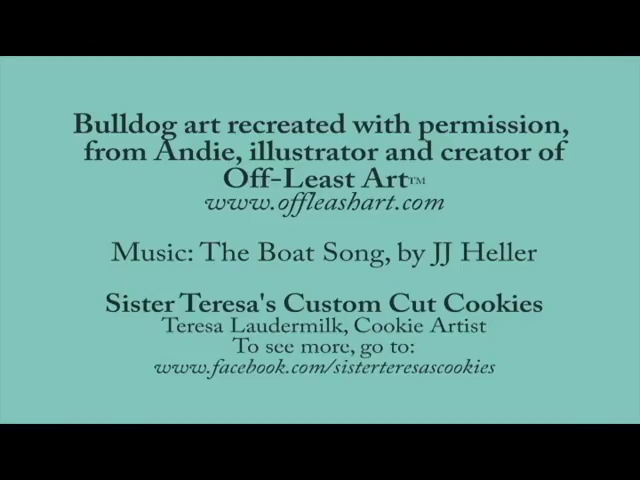 Bulldog art recreated with permission,
from Andie, illustrator and creator of
Off-Least Art™
www.offleashart.com
Music: The Boat Song, by JJ Heller
Sister Teresa's Custom Cut Cookies
Teresa Laudermilk, Cookie Artist
To see more, go to:
www.facebook.com/sisterteresascookies